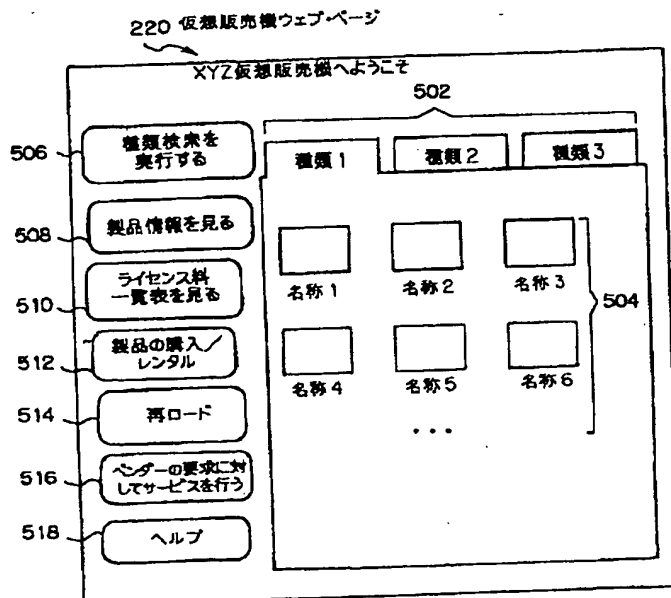 220 仮想販売機ウェブ・ページ
XYZ仮想販売機へようこそ
502
506
種類検索を
実行する
種類1
種類2
種類3
508
製品情報を見る
510
ライセンス料
一覧表を見る
512
製品の購入/
レンタル
514
再ロード
516
ベンダーの要求に対
してサービスを行う
518
ヘルプ
名称1
名称2
名称3
504
名称4
名称5
名称6
...